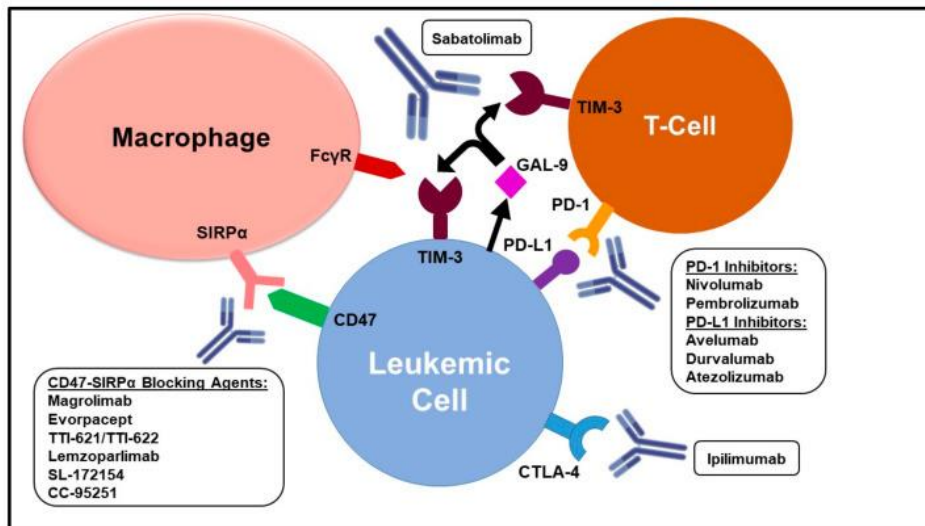 Sabatolimab
TIM-3
T-Cell
Macrophage
FcγR
GAL-9
PD-1
SIRPα
TIM-3
PD-L1
CD47
Leukemic
Cell
CTLA-4
PD-1 Inhibitors:
Nivolumab
Pembrolizumab
PD-L1 Inhibitors:
Avelumab
Durvalumab
Atezolizumab
CD47-SIRPα Blocking Agents:
Magrolimab
Evorpacept
TTI-621/TTI-622
Lemzoparlimab
SL-172154
CC-95251
Ipilimumab